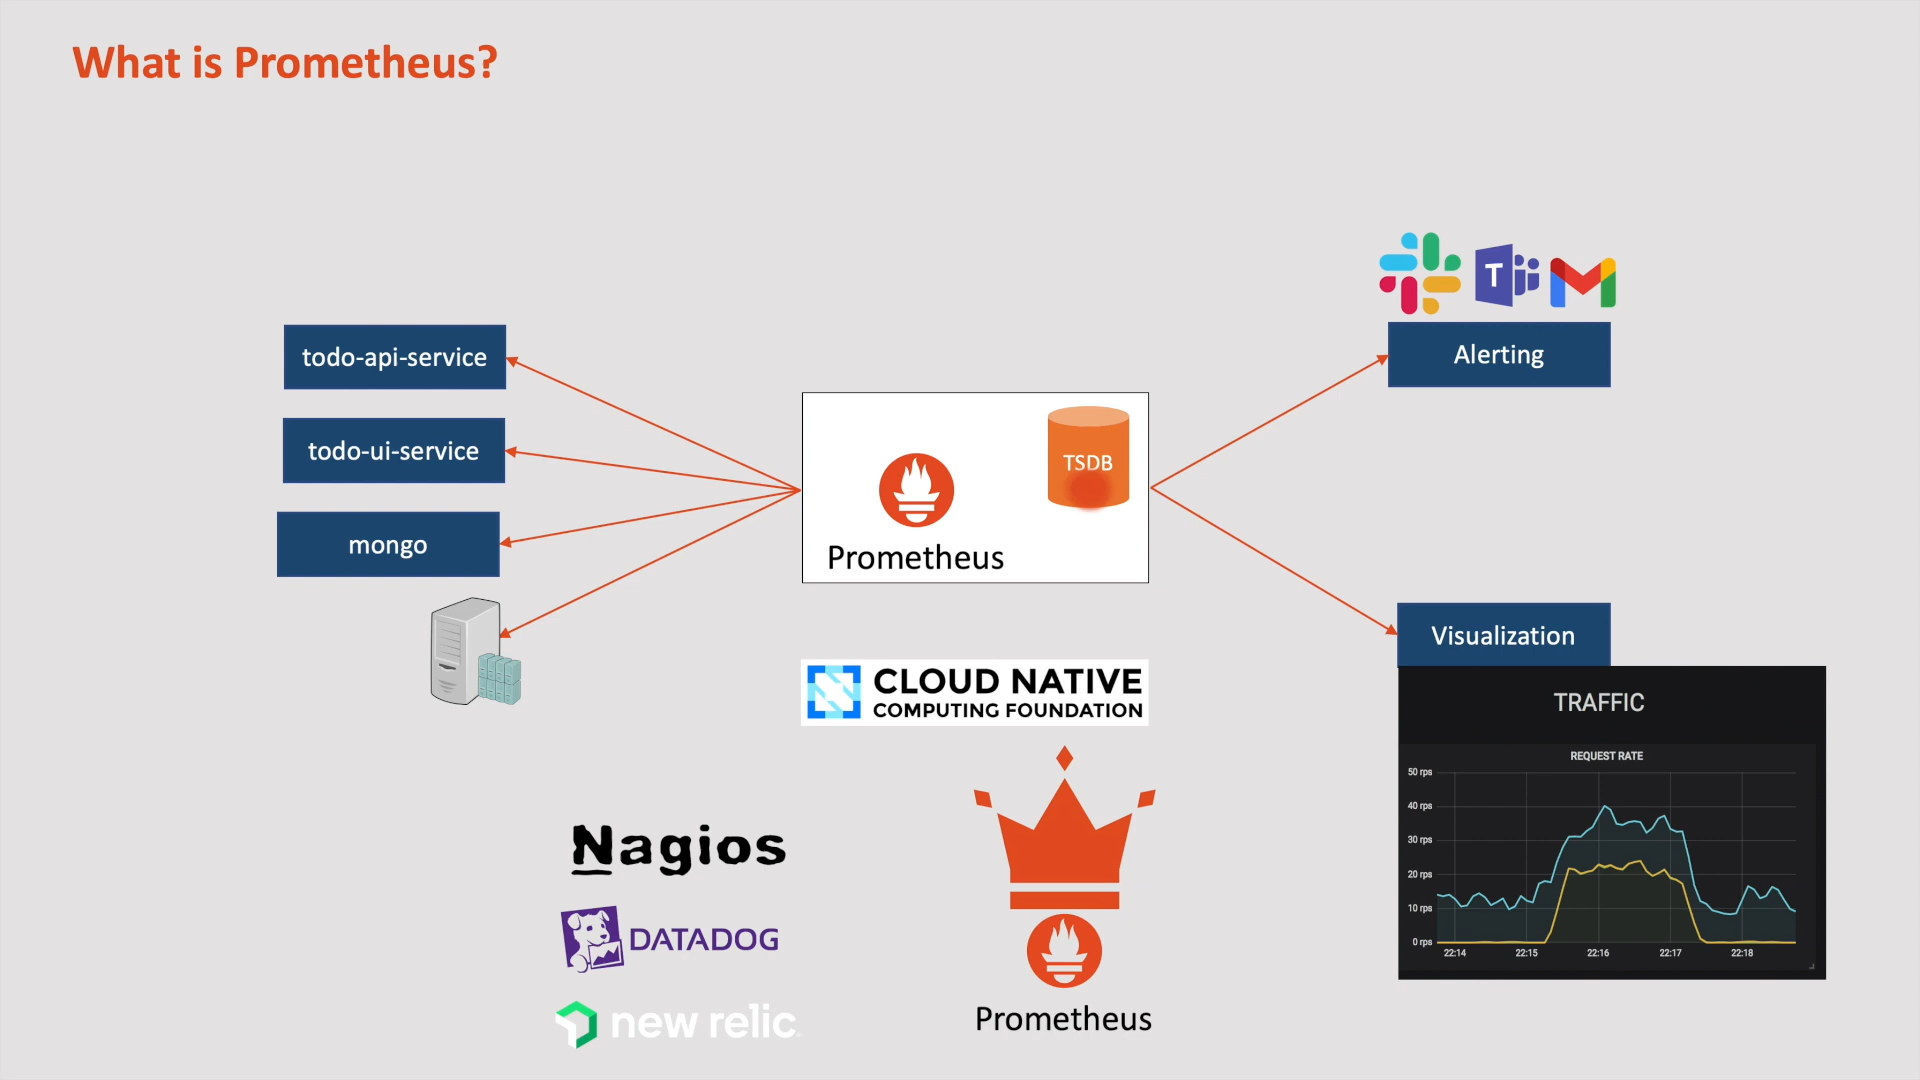 What is Prometheus?
todo-api-service
todo-ui-service
mongo
TSDB
Prometheus
T
Alerting
Visualization
TRAFFIC
REQUEST RATE
50 rps
40 rps
30 rps
20 rps
10 rps
0 rps
22:14 22:15 22:16 22:17 22:18
CLOUD NATIVE
COMPUTING FOUNDATION
Nagios
DATADOG
new relic
Prometheus